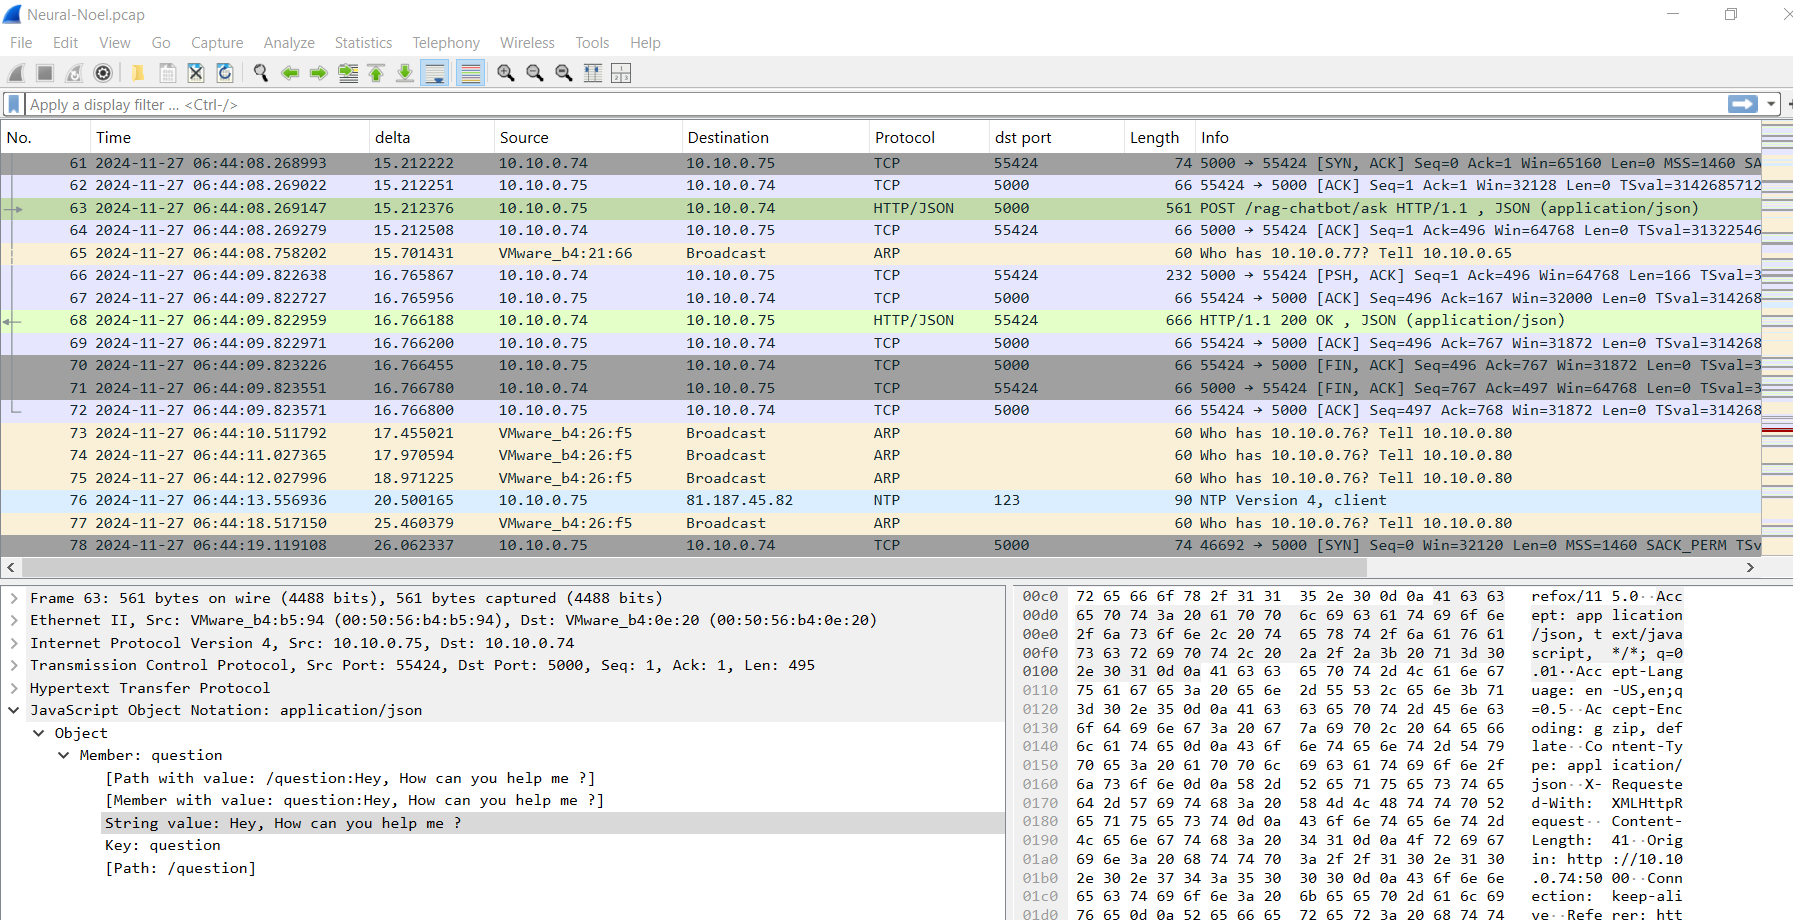 Neural-Noel.pcap
File Edit View Go Capture Analyze Statistics Telephony Wireless Tools Help
Apply a display filter ... <Ctrl-/>
No. Time delta Source Destination Protocol dst port Length Info
61 2024-11-27 06:44:08.268993 15.212222 10.10.0.74 10.10.0.75 TCP 55424 74 5000 → 55424 [SYN, ACK] Seq=0 Ack=1 Win=65160 Len=0 MSS=1460 SA
62 2024-11-27 06:44:08.269022 15.212251 10.10.0.75 10.10.0.74 TCP 5000 66 55424 → 5000 [ACK] Seq=1 Ack=1 Win=32128 Len=0 TSval=3142685712
63 2024-11-27 06:44:08.269147 15.212376 10.10.0.75 10.10.0.74 HTTP/JSON 5000 561 POST /rag-chatbot/ask HTTP/1.1 , JSON (application/json)
64 2024-11-27 06:44:08.269279 15.212508 10.10.0.74 10.10.0.75 TCP 55424 66 5000 → 55424 [ACK] Seq=1 Ack=496 Win=64768 Len=0 TSval=31322546
65 2024-11-27 06:44:08.758202 15.701431 VMware_b4:21:66 Broadcast ARP 60 Who has 10.10.0.77? Tell 10.10.0.65
66 2024-11-27 06:44:09.822638 16.765867 10.10.0.74 10.10.0.75 TCP 55424 232 5000 → 55424 [PSH, ACK] Seq=1 Ack=496 Win=64768 Len=166 TSval=3
67 2024-11-27 06:44:09.822727 16.765956 10.10.0.75 10.10.0.74 TCP 5000 66 55424 → 5000 [ACK] Seq=496 Ack=167 Win=32000 Len=0 TSval=314268
68 2024-11-27 06:44:09.822959 16.766188 10.10.0.74 10.10.0.75 HTTP/JSON 55424 666 HTTP/1.1 200 OK , JSON (application/json)
69 2024-11-27 06:44:09.822971 16.766200 10.10.0.75 10.10.0.74 TCP 5000 66 55424 → 5000 [ACK] Seq=496 Ack=767 Win=31872 Len=0 TSval=314268
70 2024-11-27 06:44:09.823226 16.766455 10.10.0.75 10.10.0.74 TCP 5000 66 55424 → 5000 [FIN, ACK] Seq=496 Ack=767 Win=31872 Len=0 TSval=3
71 2024-11-27 06:44:09.823551 16.766780 10.10.0.74 10.10.0.75 TCP 55424 66 5000 → 55424 [FIN, ACK] Seq=767 Ack=497 Win=64768 Len=0 TSval=3
72 2024-11-27 06:44:09.823571 16.766800 10.10.0.75 10.10.0.74 TCP 5000 66 55424 → 5000 [ACK] Seq=497 Ack=768 Win=31872 Len=0 TSval=314268
73 2024-11-27 06:44:10.511792 17.455021 VMware_b4:26:f5 Broadcast ARP 60 Who has 10.10.0.76? Tell 10.10.0.80
74 2024-11-27 06:44:11.027365 17.970594 VMware_b4:26:f5 Broadcast ARP 60 Who has 10.10.0.76? Tell 10.10.0.80
75 2024-11-27 06:44:12.027996 18.971225 VMware_b4:26:f5 Broadcast ARP 60 Who has 10.10.0.76? Tell 10.10.0.80
76 2024-11-27 06:44:13.556936 20.500165 10.10.0.75 81.187.45.82 NTP 123 90 NTP Version 4, client
77 2024-11-27 06:44:18.517150 25.460379 VMware_b4:26:f5 Broadcast ARP 60 Who has 10.10.0.76? Tell 10.10.0.80
78 2024-11-27 06:44:19.119108 26.062337 10.10.0.75 10.10.0.74 TCP 5000 74 46692 → 5000 [SYN] Seq=0 Win=32120 Len=0 MSS=1460 SACK_PERM TSv
Frame 63: 561 bytes on wire (4488 bits), 561 bytes captured (4488 bits)
Ethernet II, Src: VMware_b4:b5:94 (00:50:56:b4:b5:94), Dst: VMware_b4:0e:20 (00:50:56:b4:0e:20)
Internet Protocol Version 4, Src: 10.10.0.75, Dst: 10.10.0.74
Transmission Control Protocol, Src Port: 55424, Dst Port: 5000, Seq: 1, Ack: 1, Len: 495
Hypertext Transfer Protocol
JavaScript Object Notation: application/json
Object
Member: question
[Path with value: /question:Hey, How can you help me ?]
[Member with value: question:Hey, How can you help me ?]
String value: Hey, How can you help me ?
Key: question
[Path: /question]
00c0 72 65 66 6f 78 2f 31 31 35 2e 30 0d 0a 41 63 63 refox/11 5.0··Acc
00d0 65 70 74 3a 20 61 70 70 6c 69 63 61 74 69 6f 6e ept: app lication
00e0 2f 6a 73 6f 6e 2c 20 74 65 78 74 2f 6a 61 76 61 /json, t ext/java
00f0 73 63 72 69 70 74 2c 20 2a 2f 2a 3b 20 71 3d 30 script, */*; q=0
0100 2e 30 31 0d 0a 41 63 63 65 70 74 2d 4c 61 6e 67 .01··Acc ept-Lang
0110 75 61 67 65 3a 20 65 6e 2d 55 53 2c 65 6e 3b 71 uage: en -US,en;q
0120 3d 30 2e 35 0d 0a 41 63 63 65 70 74 2d 45 6e 63 =0.5··Ac cept-Enc
0130 6f 64 69 6e 67 3a 20 67 7a 69 70 2c 20 64 65 66 oding: g zip, def
0140 6c 61 74 65 0d 0a 43 6f 6e 74 65 6e 74 2d 54 79 late··Co ntent-Ty
0150 70 65 3a 20 61 70 70 6c 69 63 61 74 69 6f 6e 2f pe: appl ication/
0160 6a 73 6f 6e 0d 0a 58 2d 52 65 71 75 65 73 74 65 json··X- Requeste
0170 64 2d 57 69 74 68 3a 20 58 4d 4c 48 74 74 70 52 d-With: XMLHttpR
0180 65 71 75 65 73 74 0d 0a 43 6f 6e 74 65 6e 74 2d equest·· Content-
0190 4c 65 6e 67 74 68 3a 20 34 31 0d 0a 4f 72 69 67 Length: 41··Orig
01a0 69 6e 3a 20 68 74 74 70 3a 2f 2f 31 30 2e 31 30 in: http ://10.10
01b0 2e 30 2e 37 34 3a 35 30 30 30 0d 0a 43 6f 6e 6e .0.74:50 00··Conn
01c0 65 63 74 69 6f 6e 3a 20 6b 65 65 70 2d 61 6c 69 ection: keep-ali
01d0 76 65 0d 0a 52 65 66 65 72 65 72 3a 20 68 74 74 ve··Refe rer: htt